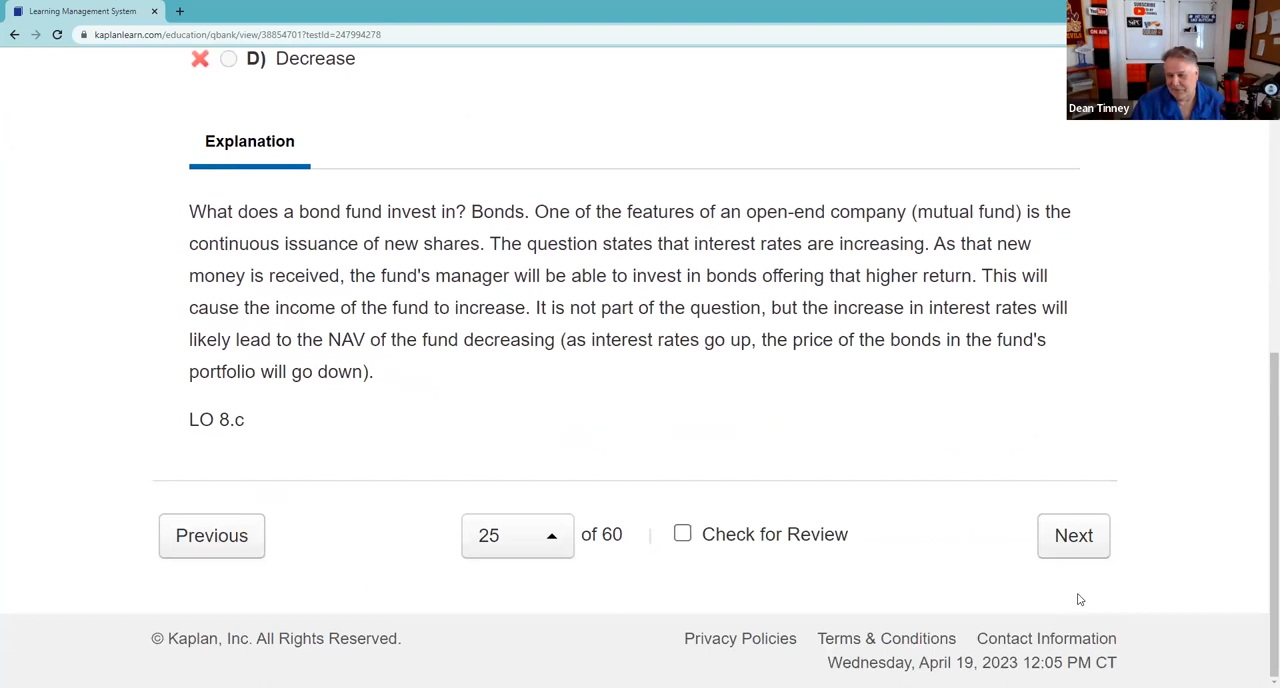 Learning Management System
kaplanlearn.com/education/qbank/view/38854701?testId=247994278
SUBSCRIBE
ON AIR
Dean Tinney
D) Decrease
Explanation
What does a bond fund invest in? Bonds. One of the features of an open-end company (mutual fund) is the
continuous issuance of new shares. The question states that interest rates are increasing. As that new
money is received, the fund's manager will be able to invest in bonds offering that higher return. This will
cause the income of the fund to increase. It is not part of the question, but the increase in interest rates will
likely lead to the NAV of the fund decreasing (as interest rates go up, the price of the bonds in the fund's
portfolio will go down).
LO 8.c
Previous
25
of 60
Check for Review
Next
© Kaplan, Inc. All Rights Reserved.
Privacy Policies Terms & Conditions Contact Information
Wednesday, April 19, 2023 12:05 PM CT